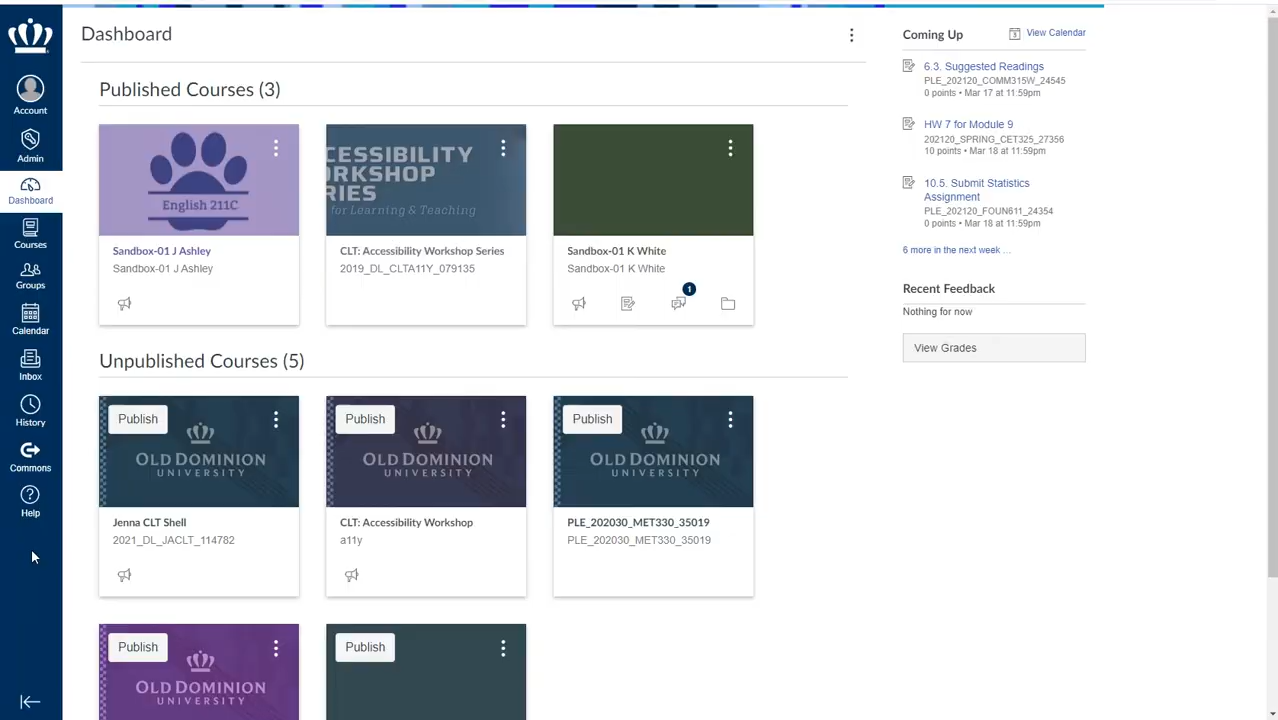 Account
Admin
Dashboard
Courses
Groups
Calendar
Inbox
History
Commons
Help
Dashboard
Published Courses (3)
English 211C
Sandbox-01 J Ashley
Sandbox-01 J Ashley
CESSIBILITY
ORKSHOP
RIES
for Learning & Teaching
CLT: Accessibility Workshop Series
2019_DL_CLTA11Y_079135
Sandbox-01 K White
Sandbox-01 K White
1
Unpublished Courses (5)
Publish
OLD DOMINION
UNIVERSITY
Jenna CLT Shell
2021_DL_JACLT_114782
Publish
OLD DOMINION
UNIVERSITY
CLT: Accessibility Workshop
a11y
Publish
OLD DOMINION
UNIVERSITY
PLE_202030_MET330_35019
PLE_202030_MET330_35019
Publish
OLD DOMINION
UNIVERSITY
Publish
Coming Up
3
View Calendar
6.3. Suggested Readings
PLE_202120_COMM315W_24545
0 points • Mar 17 at 11:59pm
HW 7 for Module 9
202120_SPRING_CET325_27356
10 points • Mar 18 at 11:59pm
10.5. Submit Statistics
Assignment
PLE_202120_FOUN611_24354
0 points • Mar 18 at 11:59pm
6 more in the next week ...
Recent Feedback
Nothing for now
View Grades